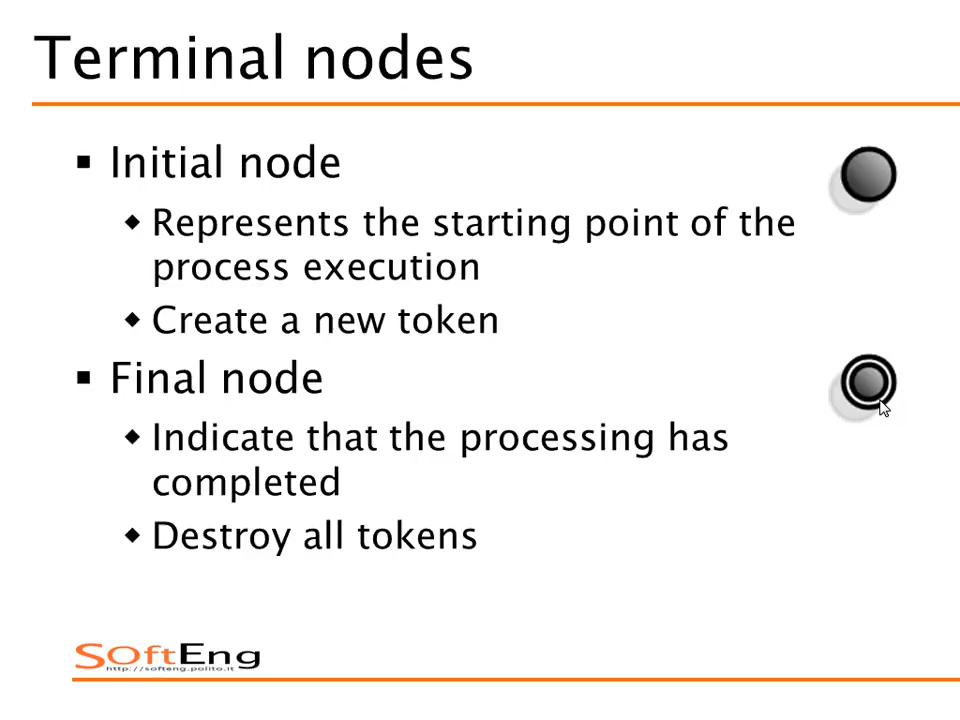 Terminal nodes
Initial node
Represents the starting point of the
process execution
Create a new token
Final node
Indicate that the processing has
completed
Destroy all tokens
SoftEng
http://softeng.polito.it